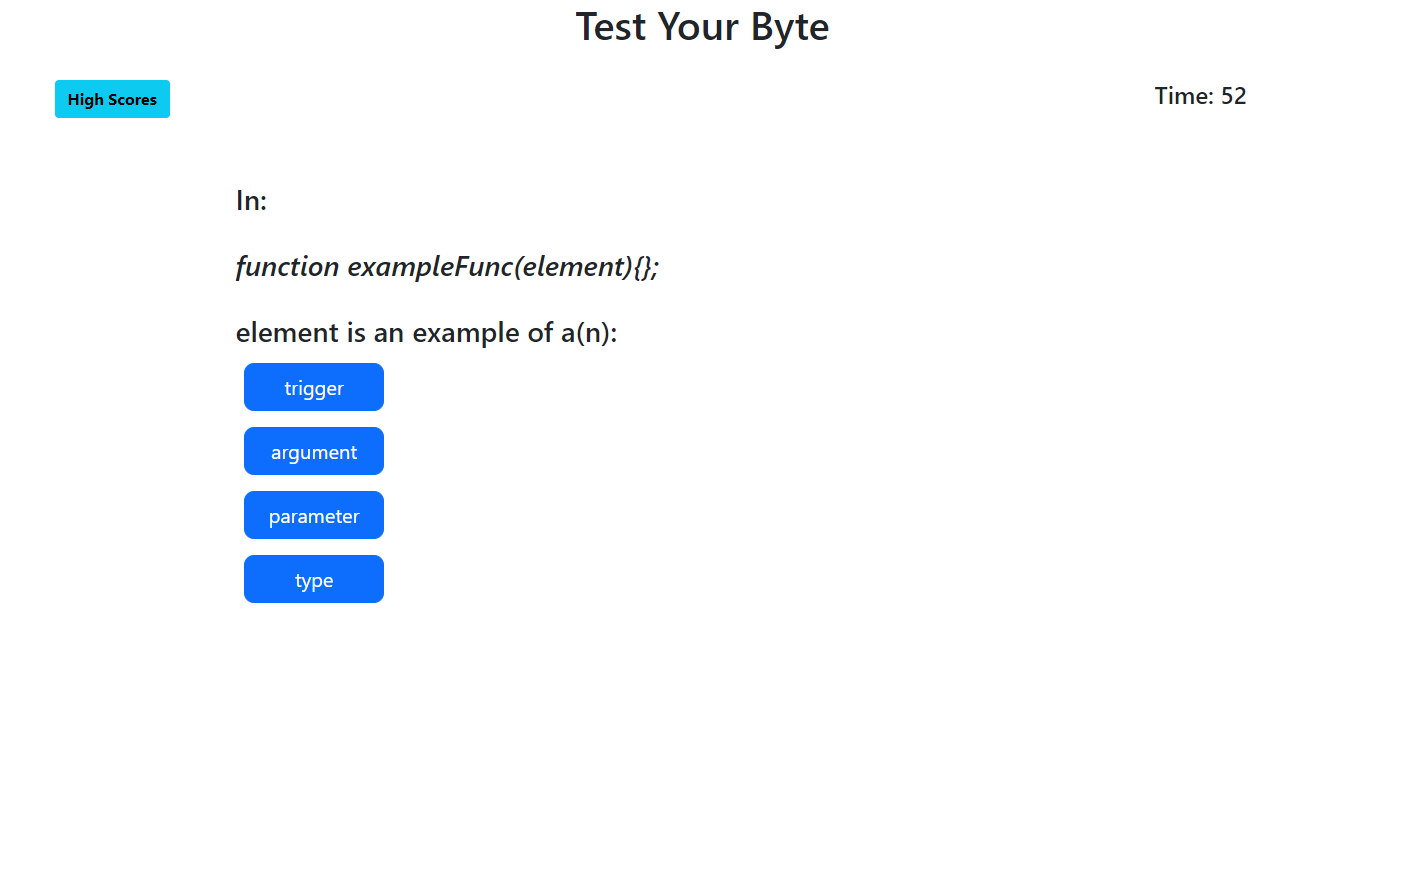 Test Your Byte
High Scores
Time: 52
In:
function exampleFunc(element){};
element is an example of a(n):
trigger
argument
parameter
type